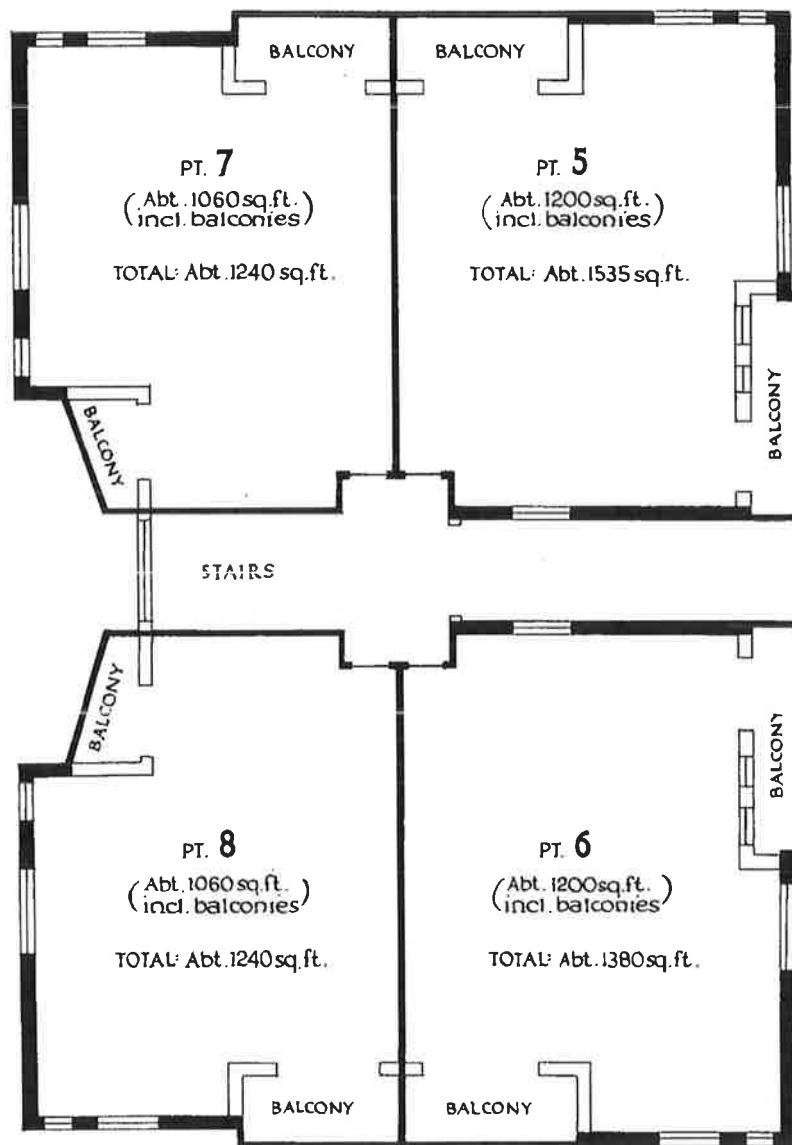 BALCONY
BALCONY
PT. 7
(Abt. 1060 sq.ft.
incl. balconies)
TOTAL: Abt. 1240 sq.ft.
PT. 5
(Abt. 1200 sq.ft.
incl. balconies)
TOTAL: Abt. 1535 sq.ft.
BALCONY
BALCONY
STAIRS
BALCONY
BALCONY
PT. 8
(Abt. 1060 sq.ft.
incl. balconies)
TOTAL: Abt. 1240 sq.ft.
PT. 6
(Abt. 1200 sq.ft.
incl. balconies)
TOTAL: Abt. 1380 sq.ft.
BALCONY
BALCONY